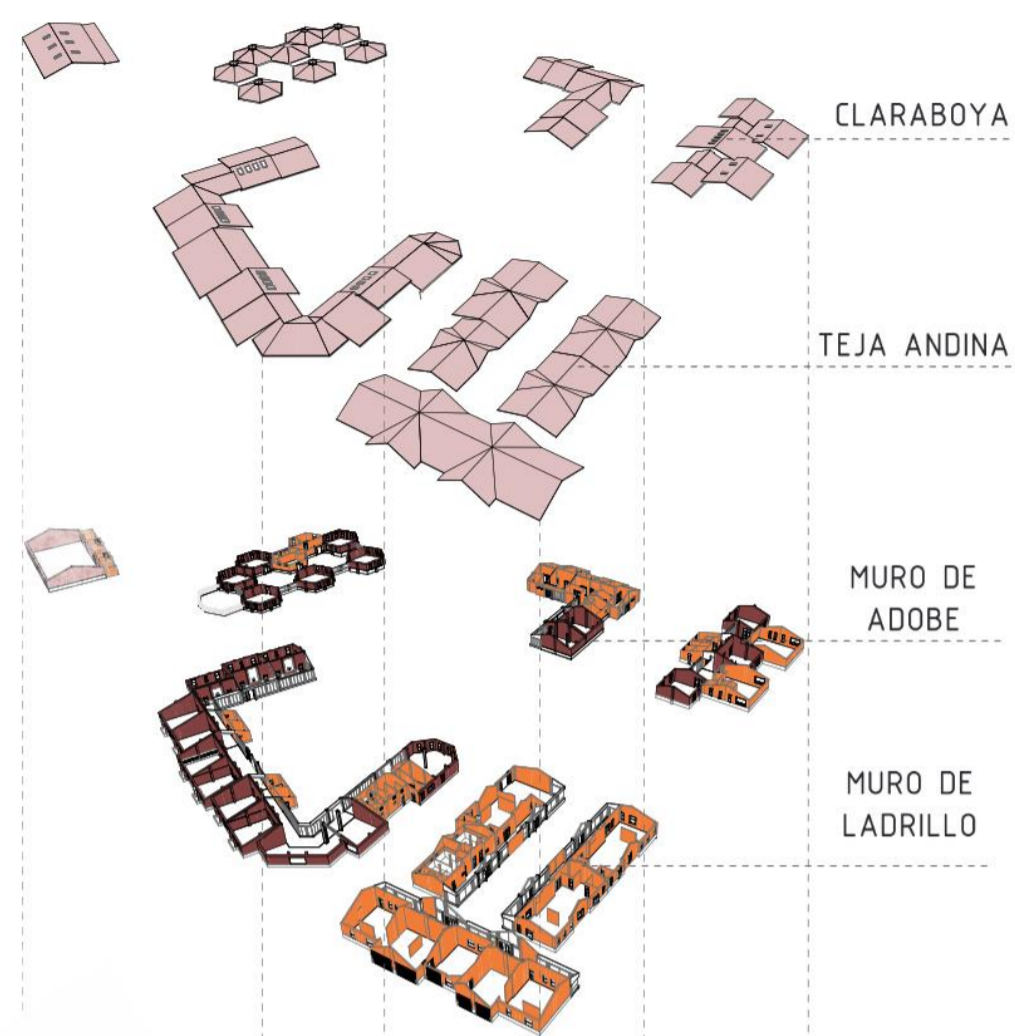 CLARABOYA
TEJA ANDINA
MURO DE
ADOBE
MURO DE
LADRILLO